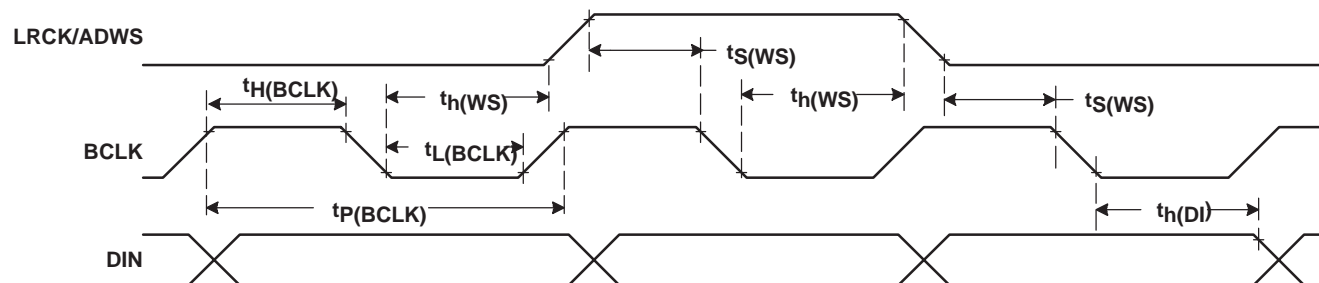 LRCK/ADWS
tS(WS)
tH(BCLK)
th(WS)
th(WS)
tS(WS)
BCLK
tL(BCLK)
tP(BCLK)
th(DI)
DIN